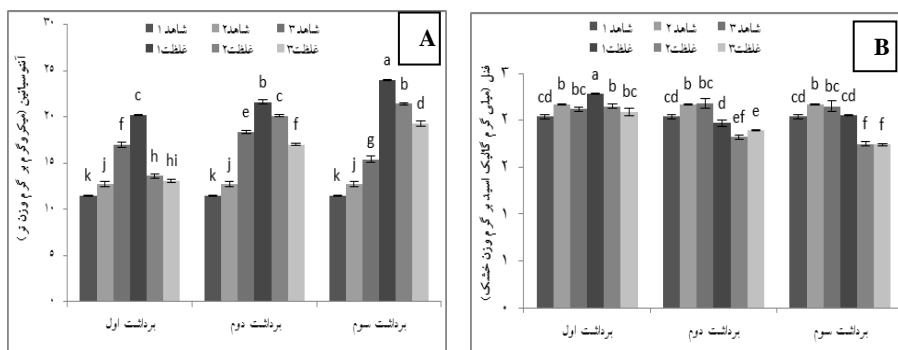 A
آنتوسیانین (میکروگرم بر گرم وزن تر)
۳۰
۲۵
۲۰
۱۵
۱۰
۵
۰
شاهد۱ شاهد۲ شاهد۳
غلظت۱ غلظت۲ غلظت۳
k j f c h hi
k j e b c f
k j g a b d
برداشت اول برداشت دوم برداشت سوم
B
فنل (میلی گرم گالیک اسید بر گرم وزن خشک)
۳
۲
۲
۱
۱
۰
شاهد۱ شاهد۲ شاهد۳
غلظت۱ غلظت۲ غلظت۳
cd b bc a b bc
cd b bc d ef e
cd b bc cd f f
برداشت اول برداشت دوم برداشت سوم